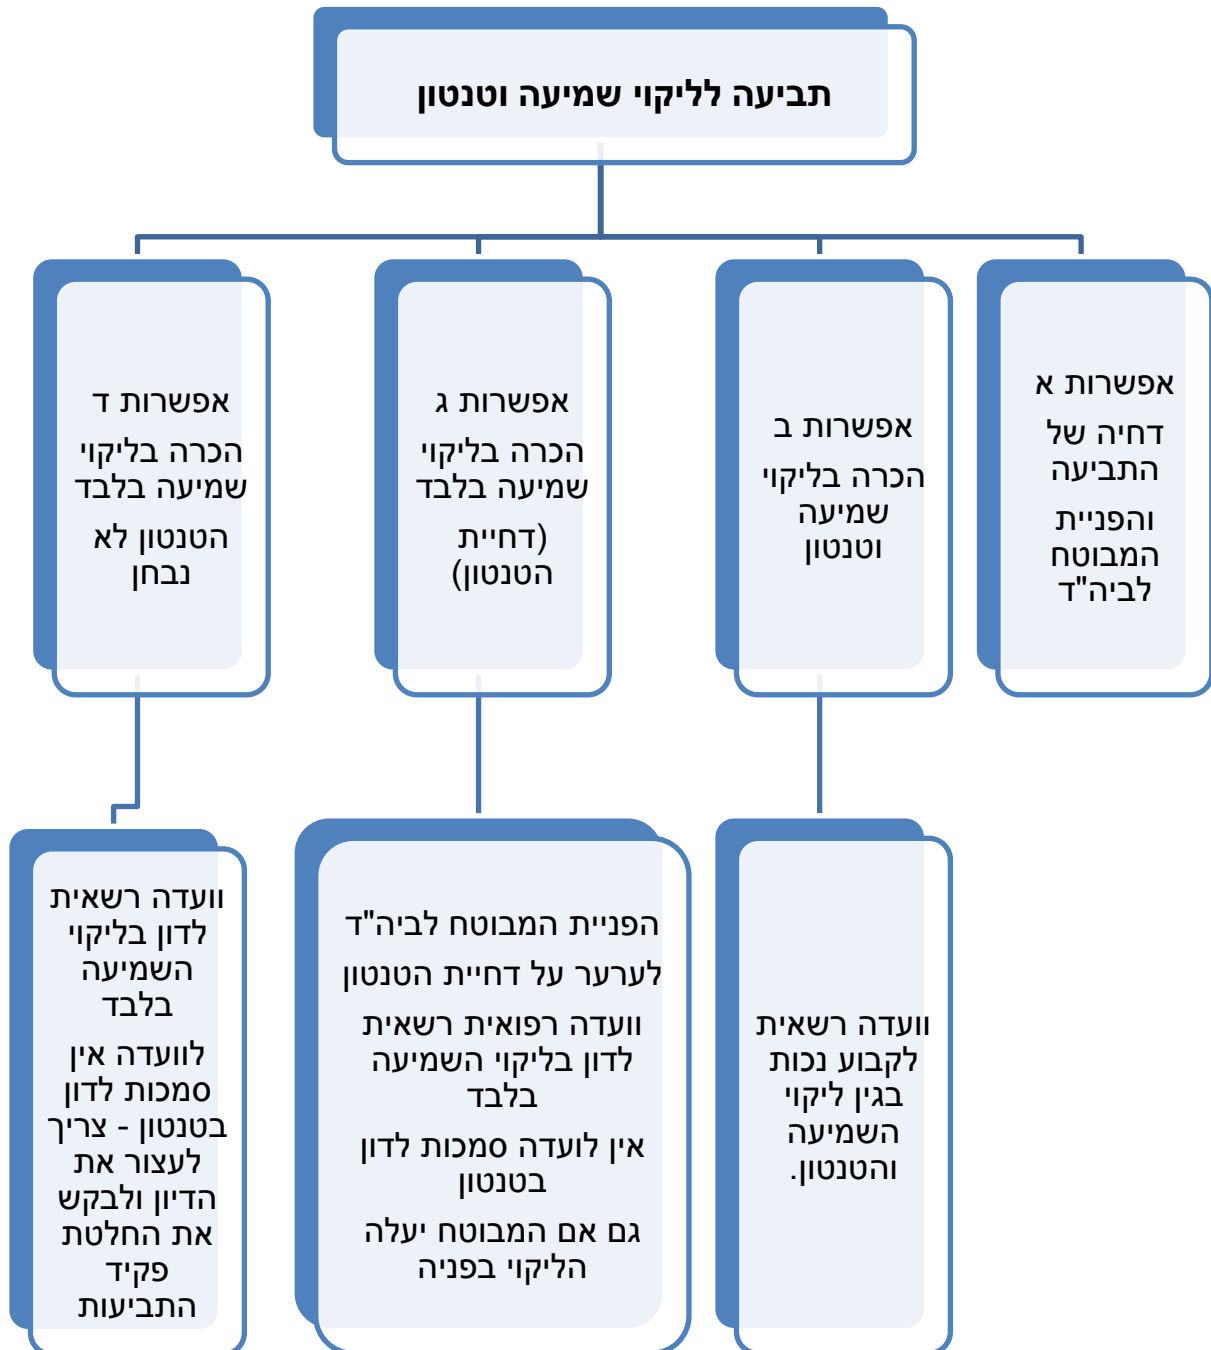 תביעה לליקוי שמיעה וטנטון
אפשרות א
דחיה של
התביעה
והפניית
המבוטח
לביה"ד
אפשרות ב
הכרה בליקוי
שמיעה
וטנטון
אפשרות ג
הכרה בליקוי
שמיעה בלבד
(דחיית
הטנטון)
אפשרות ד
הכרה בליקוי
שמיעה בלבד
הטנטון לא
נבחן
וועדה רשאית
לקבוע נכות
בגין ליקוי
השמיעה
והטנטון.
הפניית המבוטח לביה"ד
לערער על דחיית הטנטון
וועדה רפואית רשאית
לדון בליקוי השמיעה
בלבד
אין לועדה סמכות לדון
בטנטון
גם אם המבוטח יעלה
הליקוי בפניה
וועדה רשאית
לדון בליקוי
השמיעה
בלבד
לוועדה אין
סמכות לדון
בטנטון - צריך
לעצור את
הדיון ולבקש
את החלטת
פקיד
התביעות